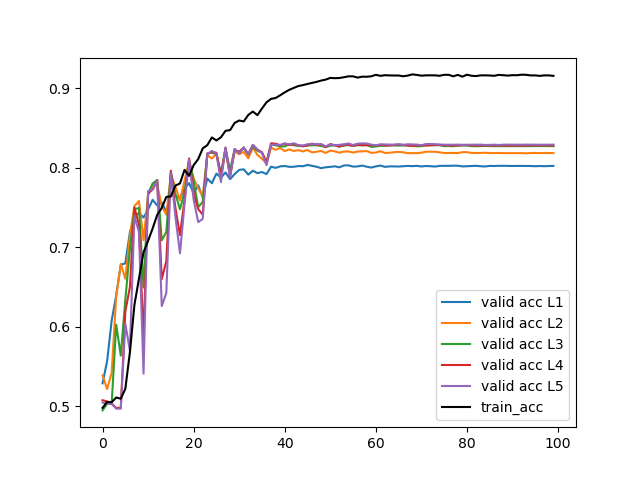 0.9
0.8
0.7
0.6
0.5
0 20 40 60 80 100
valid acc L1
valid acc L2
valid acc L3
valid acc L4
valid acc L5
train_acc